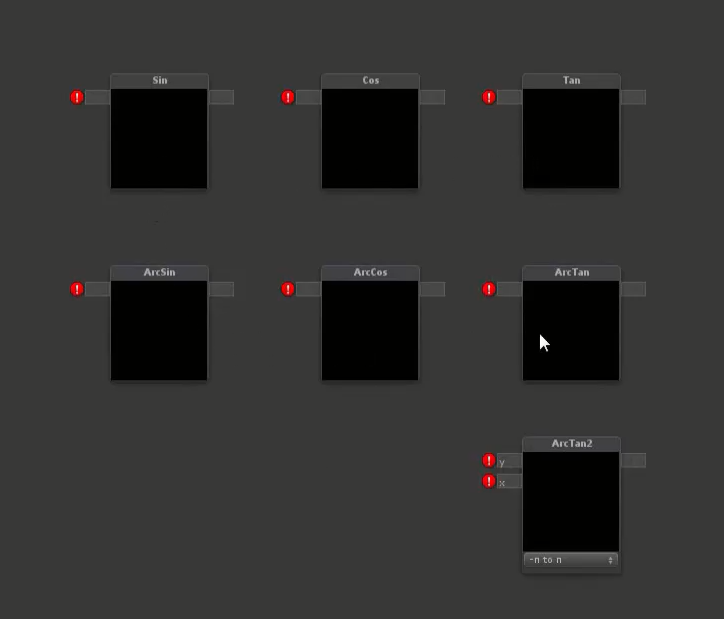 Sin Cos Tan
ArcSin ArcCos ArcTan
ArcTan2
y
x
-π to π